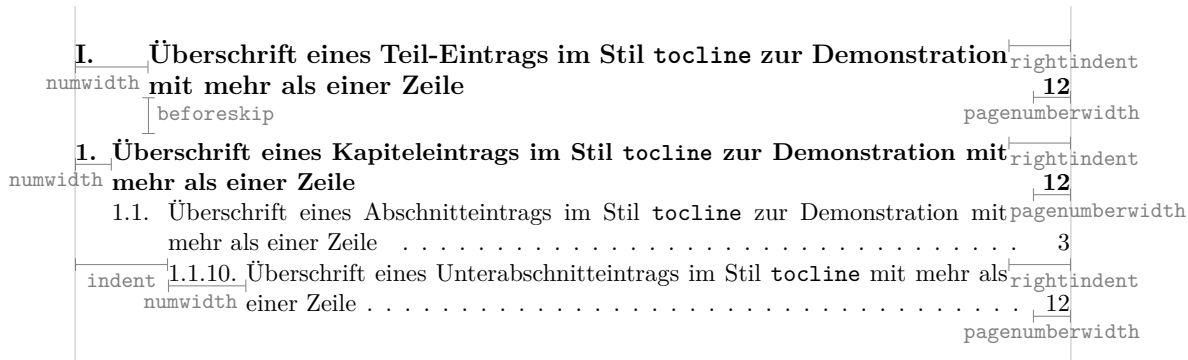 I. Überschrift eines Teil-Eintrags im Stil tocline zur Demonstration rightindent
numwidth mit mehr als einer Zeile 12
beforeskip pagenumberwidth
1. Überschrift eines Kapiteleintrags im Stil tocline zur Demonstration mit rightindent
numwidth mehr als einer Zeile 12
1.1. Überschrift eines Abschnitteintrags im Stil tocline zur Demonstration mit pagenumberwidth
mehr als einer Zeile . . . . . . . . . . . . . . . . . . . . . . . . . . . . . . . . . . 3
indent 1.1.10. Überschrift eines Unterabschnitteintrags im Stil tocline mit mehr als rightindent
numwidth einer Zeile . . . . . . . . . . . . . . . . . . . . . . . . . . . . . . . . . . . . 12
pagenumberwidth